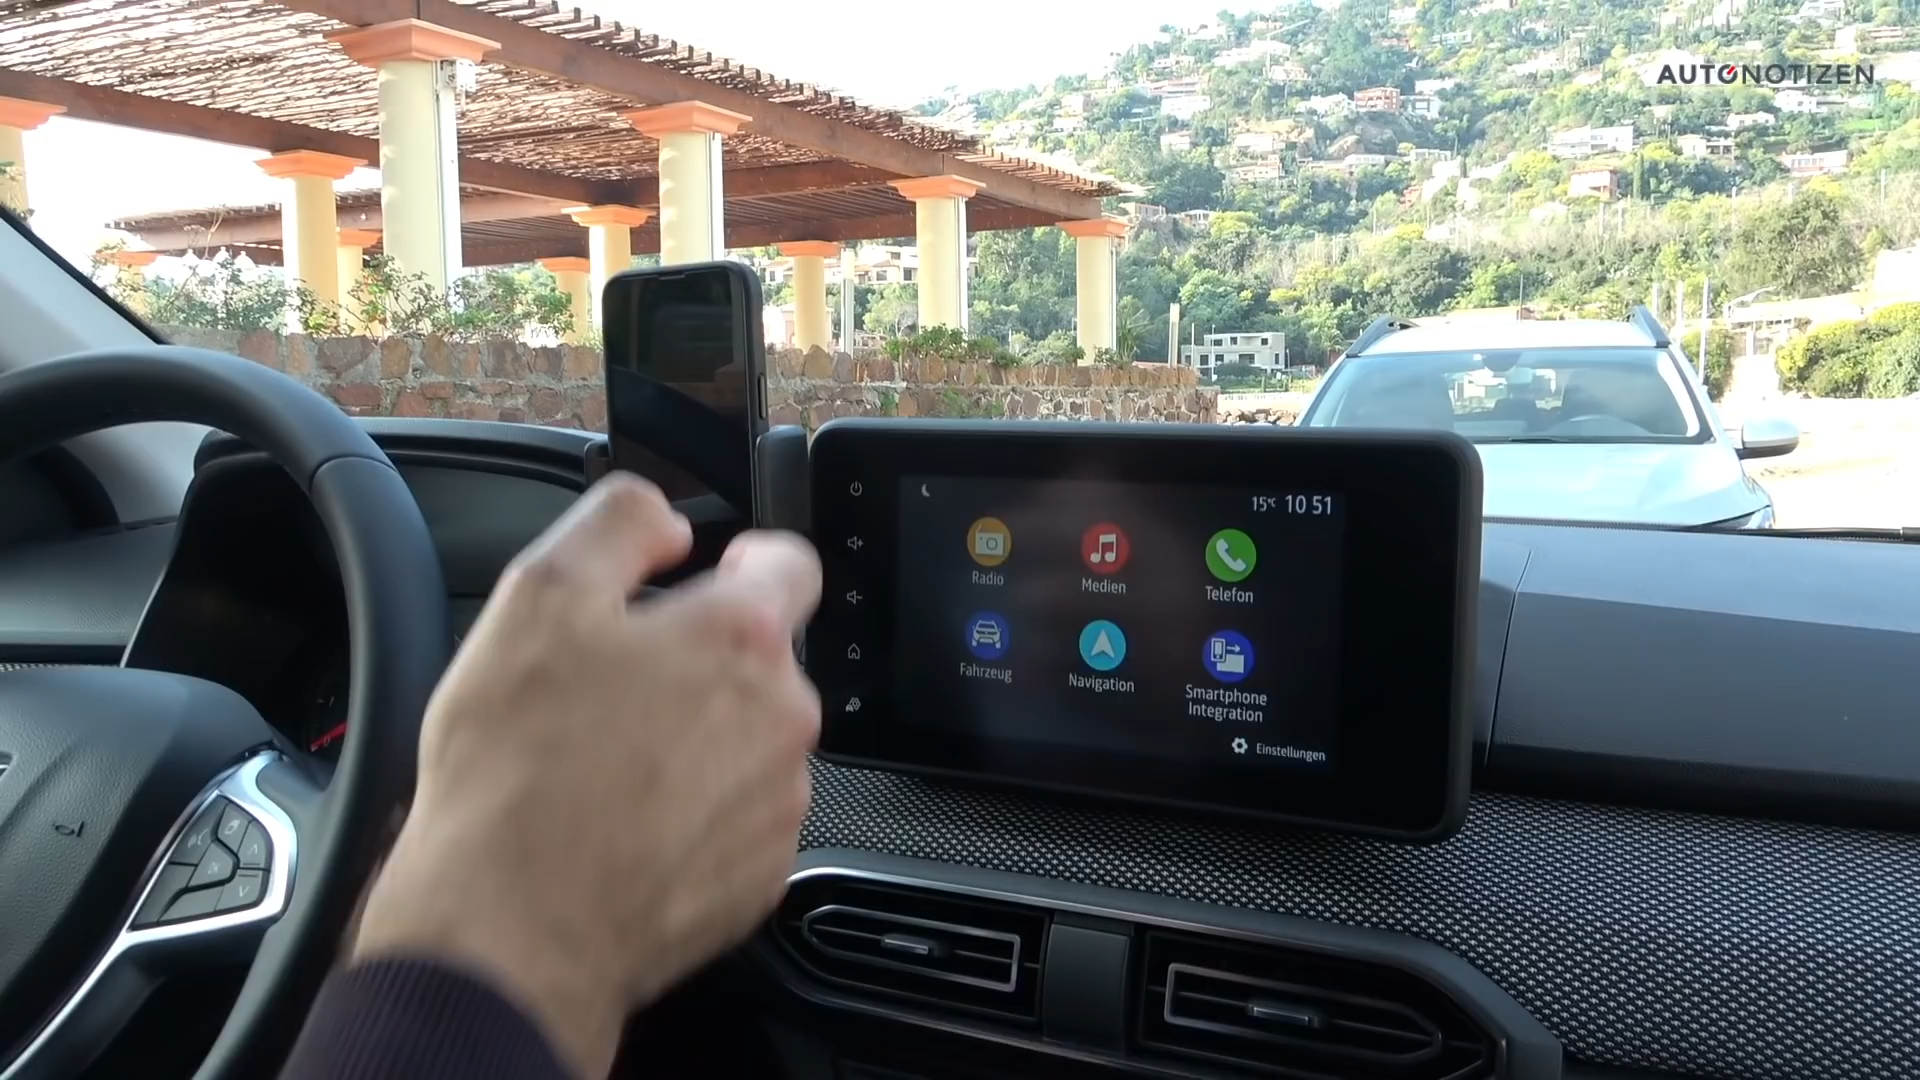 AUTONOTIZEN
15°C 10 51
Radio
Medien
Telefon
Fahrzeug
Navigation
Smartphone
Integration
Einstellungen